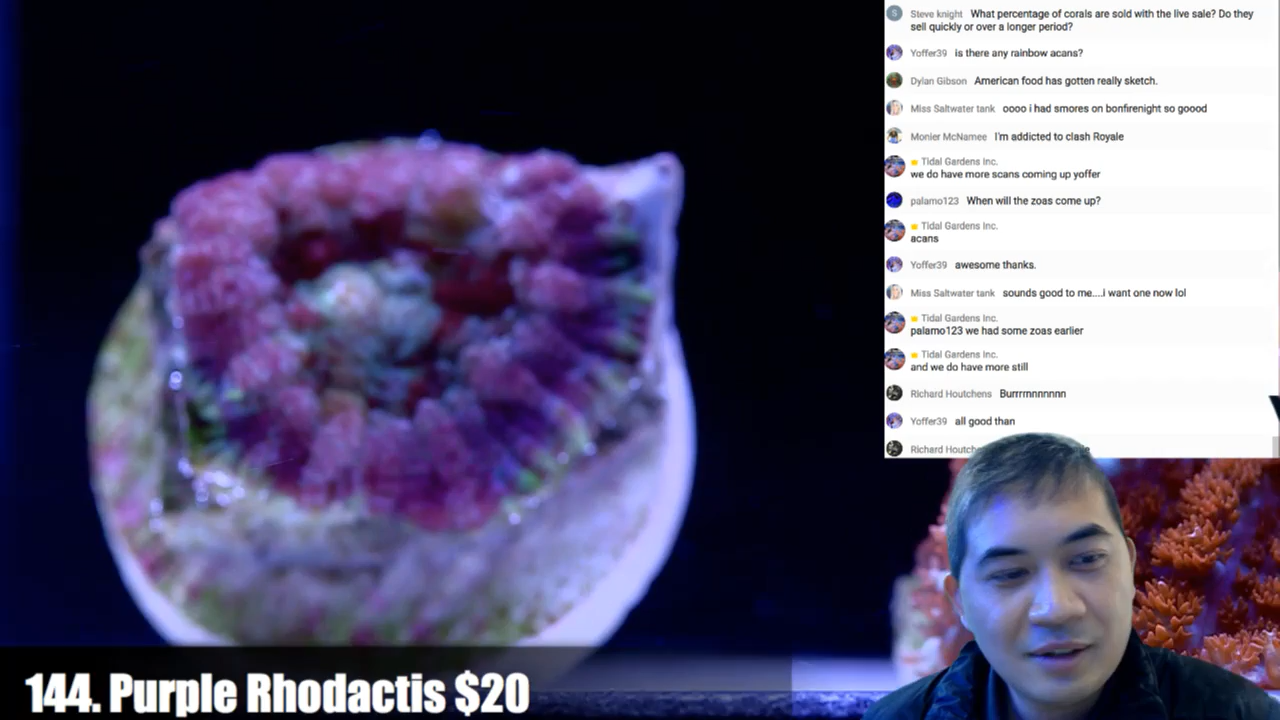 S
Steve knight What percentage of corals are sold with the live sale? Do they
sell quickly or over a longer period?
Yoffer39 is there any rainbow acans?
Dylan Gibson American food has gotten really sketch.
Miss Saltwater tank oooo i had smores on bonfirenight so goood
Monier McNamee I'm addicted to clash Royale
Tidal Gardens Inc.
we do have more scans coming up yoffer
palamo123 When will the zoas come up?
Tidal Gardens Inc.
acans
Yoffer39 awesome thanks.
Miss Saltwater tank sounds good to me....i want one now lol
Tidal Gardens Inc.
palamo123 we had some zoas earlier
Tidal Gardens Inc.
and we do have more still
Richard Houtchens Burrrrnnnnnnn
Yoffer39 all good than
Richard
144. Purple Rhodactis $20